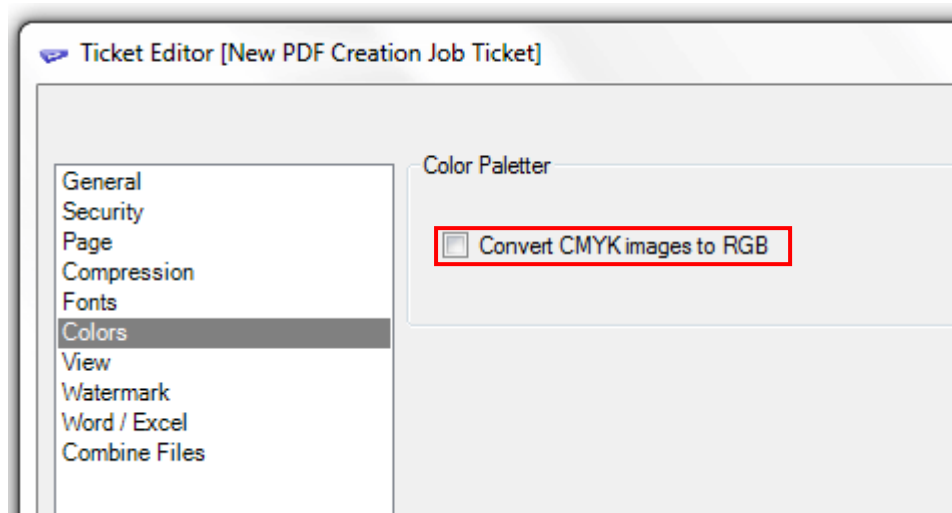 Ticket Editor [New PDF Creation Job Ticket]
General
Security
Page
Compression
Fonts
Colors
View
Watermark
Word / Excel
Combine Files
Color Paletter
Convert CMYK images to RGB